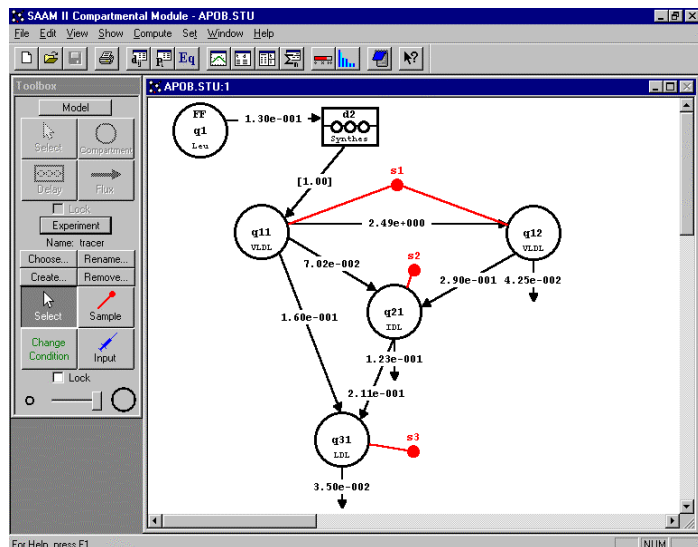 SAAM II Compartmental Module - APOB.STU
File Edit View Show Compute Set Window Help
Eq
Toolbox
Model
Select
Compartment
Delay
Flux
Lock
Experiment
Name: tracer
Choose... Rename...
Create... Remove...
Select
Sample
Change Condition
Input
Lock
APOB.STU:1
FF
q1
Leu
1.30e-001
d2
Synthes
[1.00]
s1
q11
VLDL
2.49e+000
q12
VLDL
s2
7.02e-002
2.90e-001
4.25e-002
q21
IDL
1.60e-001
1.23e-001
2.11e-001
q31
LDL
s3
3.50e-002
For Help, press F1
NUM